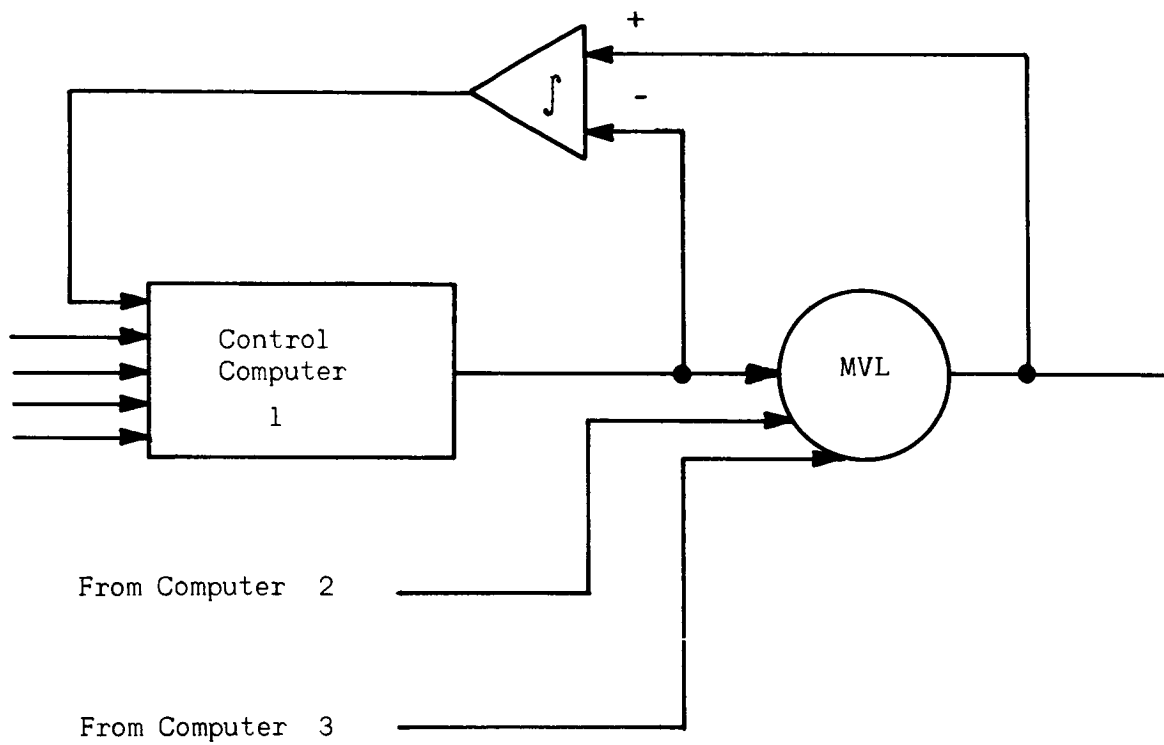 +
∫
-
Control
Computer
1
MVL
From Computer 2
From Computer 3